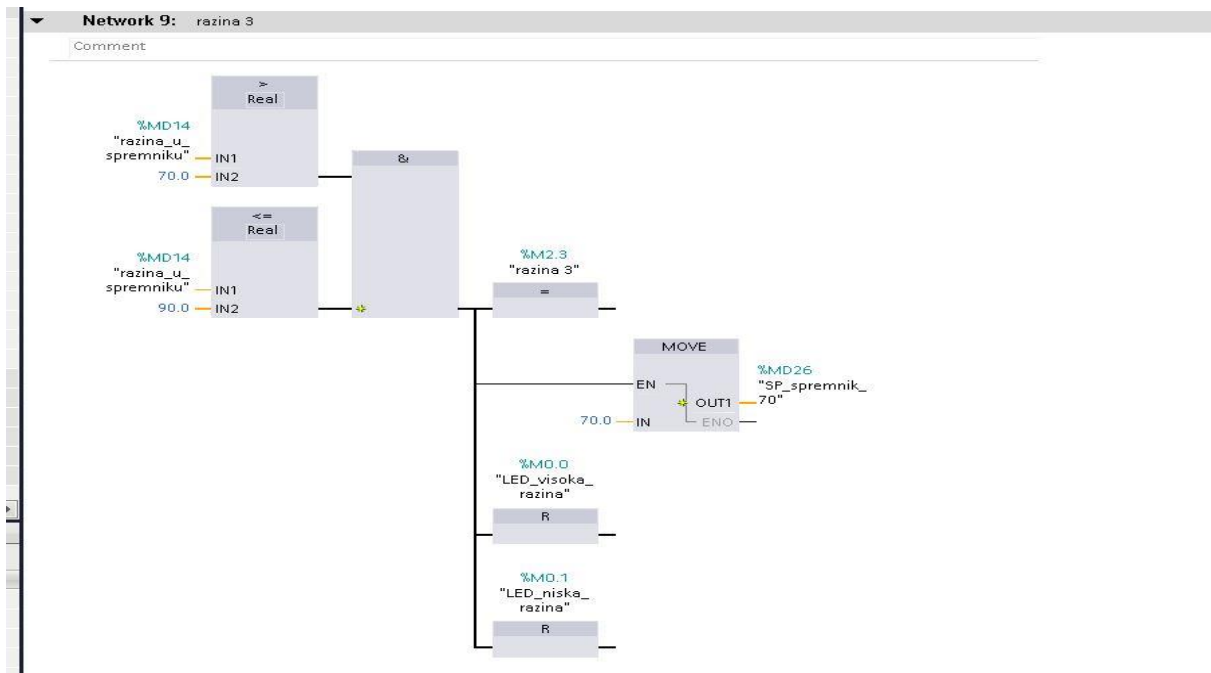 Network 9: razina 3
Comment
>
Real
%MD14
"razina_u_
spremniku"
IN1
70.0
IN2
&
<=
Real
%MD14
"razina_u_
spremniku"
IN1
90.0
IN2
%M2.3
"razina 3"
=
MOVE
EN
%MD26
"SP_spremnik_
70"
OUT1
70.0
IN
ENO
%M0.0
"LED_visoka_
razina"
R
%M0.1
"LED_niska_
razina"
R